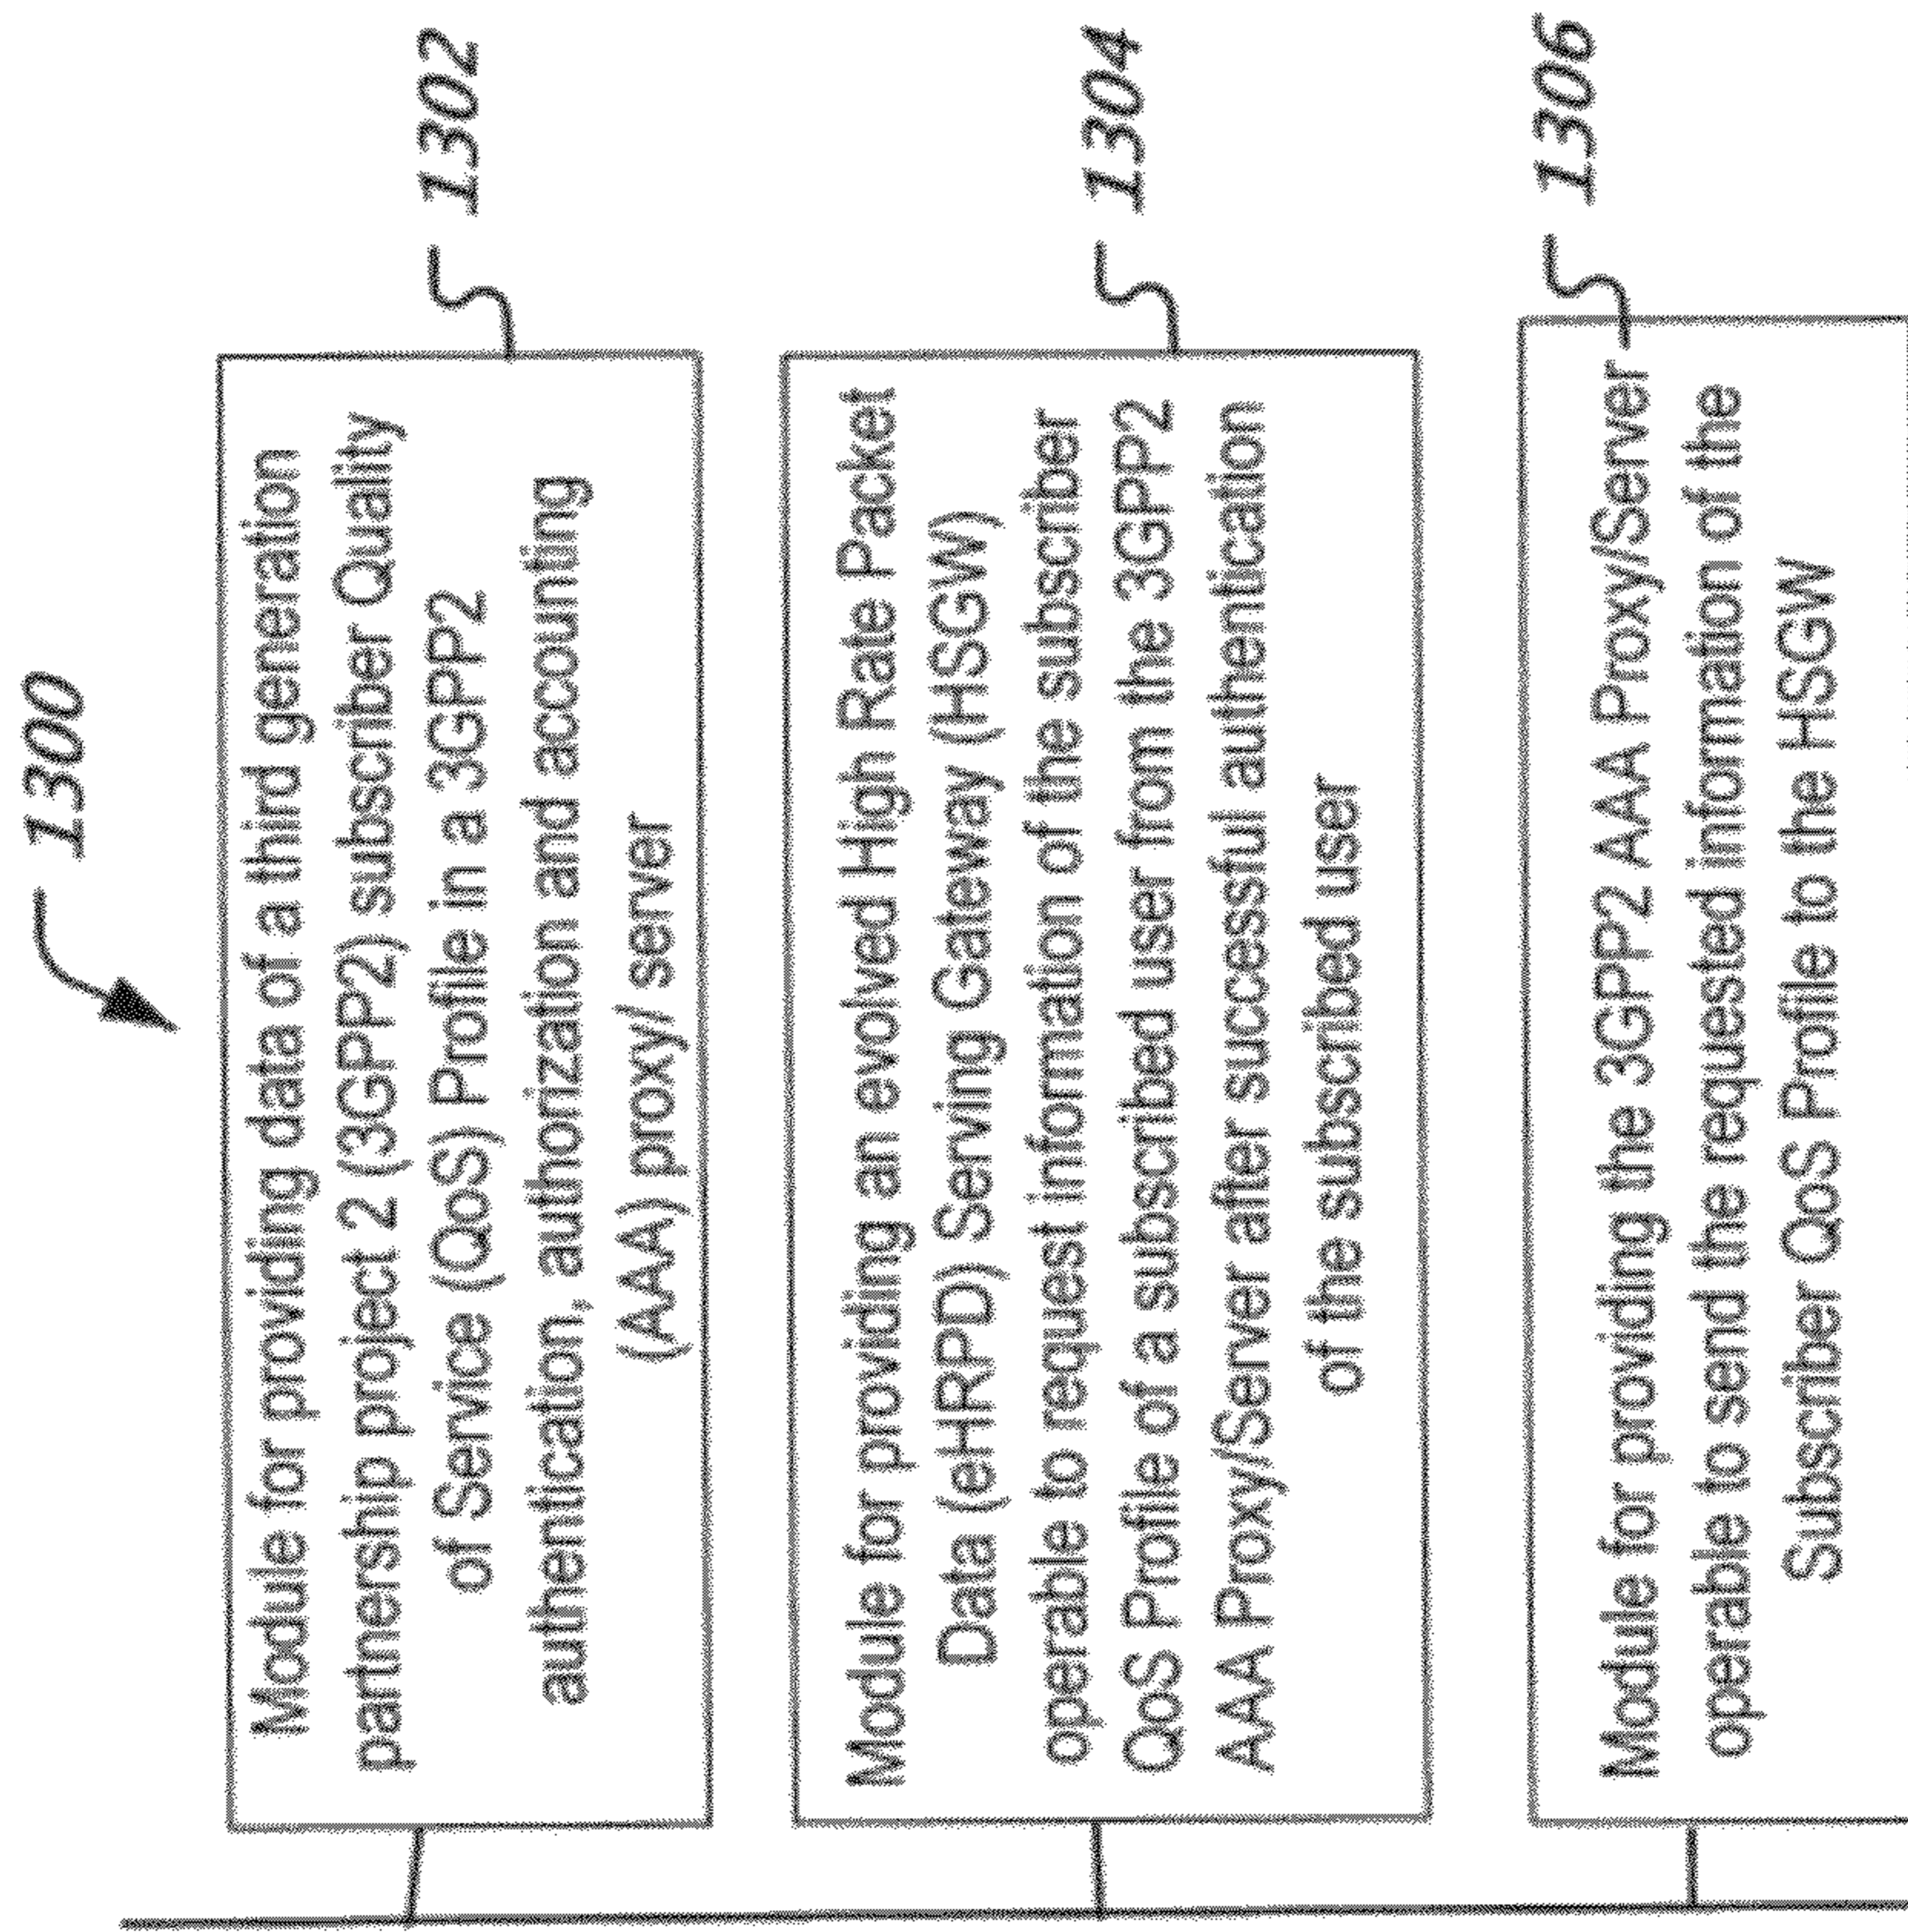 1300
Module for providing data of a third generation
partnership project 2 (3GPP2) subscriber Quality
of Service (QoS) Profile in a 3GPP2
authentication, authorization and accounting
(AAA) proxy/ server
1302
Module for providing an evolved High Rate Packet
Data (eHRPD) Serving Gateway (HSGW)
operable to request information of the subscriber
QoS Profile of a subscribed user from the 3GPP2
AAA Proxy/Server after successful authentication
of the subscribed user
1304
Module for providing the 3GPP2 AAA Proxy/Server
operable to send the requested information of the
Subscriber QoS Profile to the HSGW
1306